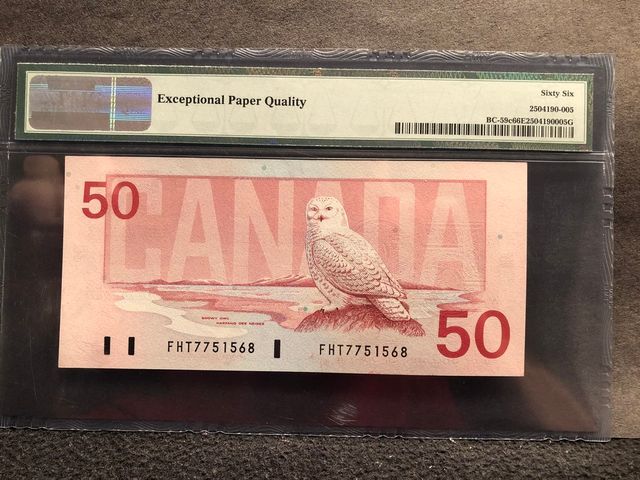 Exceptional Paper Quality
Sixty Six
2504190-005
BC-59c66E2504190005G
50
CANADA
SNOWY OWL
HARFANG DES NEIGES
FHT7751568
FHT7751568
50